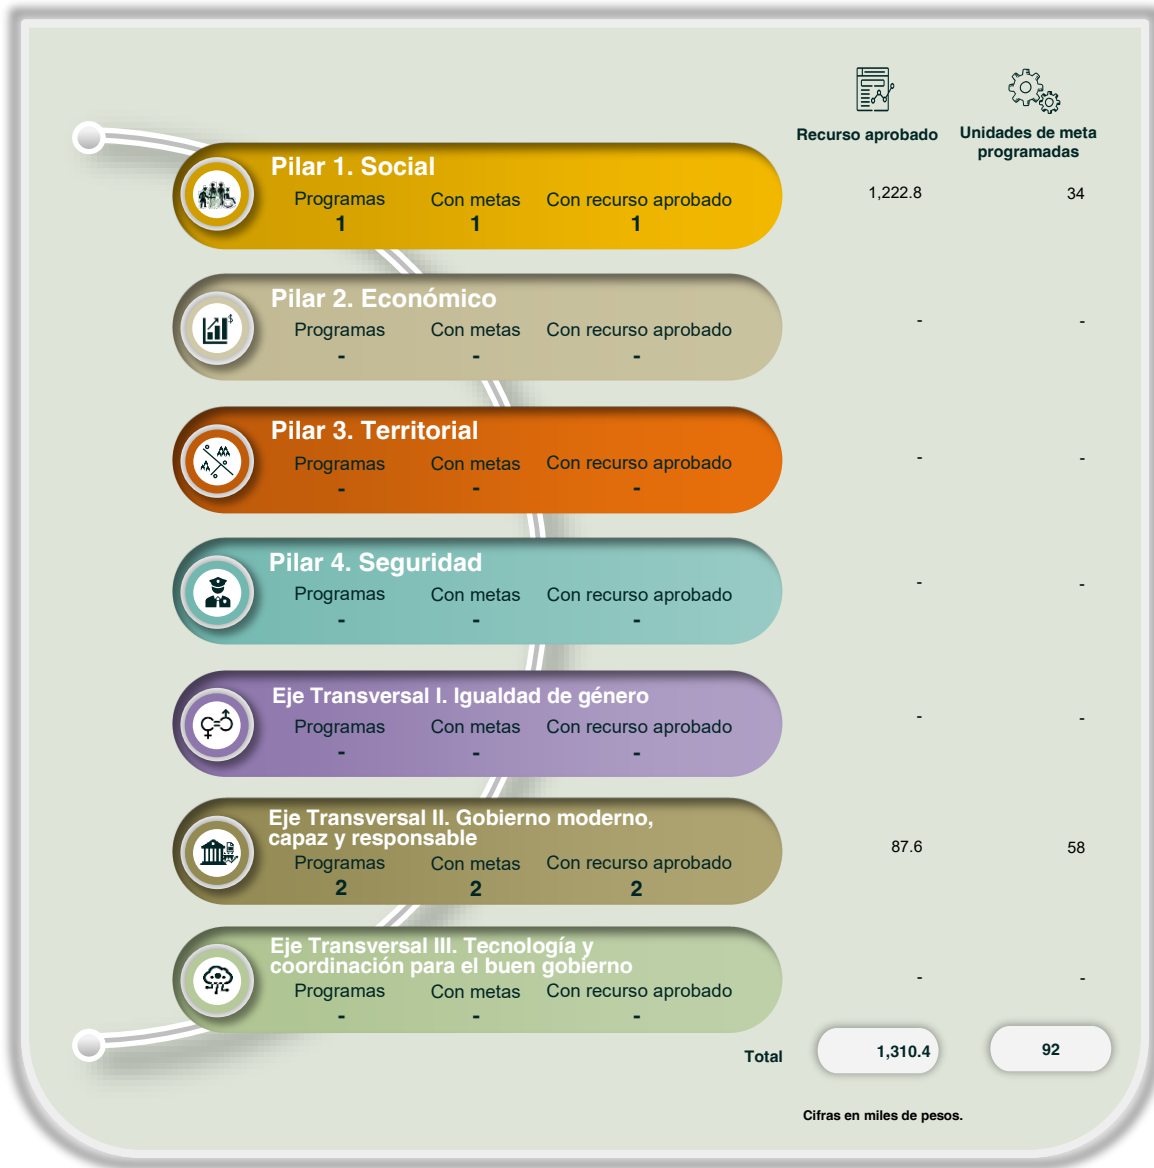 Recurso aprobado
Unidades de meta
programadas
Pilar 1. Social
Programas Con metas Con recurso aprobado
1 1 1
1,222.8 34
Pilar 2. Económico
Programas Con metas Con recurso aprobado
- - -
- -
Pilar 3. Territorial
Programas Con metas Con recurso aprobado
- - -
- -
Pilar 4. Seguridad
Programas Con metas Con recurso aprobado
- - -
- -
Eje Transversal I. Igualdad de género
Programas Con metas Con recurso aprobado
- - -
- -
Eje Transversal II. Gobierno moderno,
capaz y responsable
Programas Con metas Con recurso aprobado
2 2 2
87.6 58
Eje Transversal III. Tecnología y
coordinación para el buen gobierno
Programas Con metas Con recurso aprobado
- - -
- -
Total 1,310.4 92
Cifras en miles de pesos.